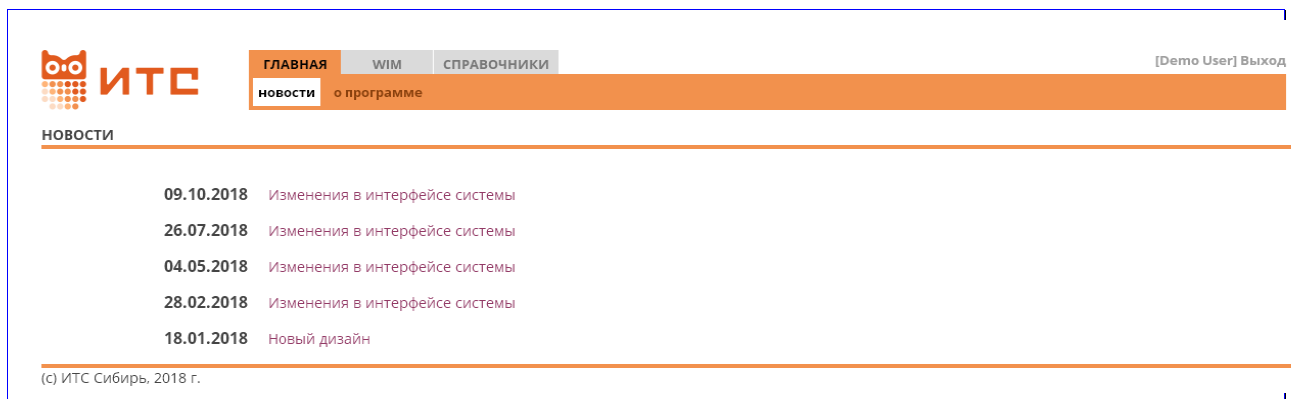 ИТС
ГЛАВНАЯ WIM СПРАВОЧНИКИ
[Demo User] Выход
новости о программе
НОВОСТИ
09.10.2018 Изменения в интерфейсе системы
26.07.2018 Изменения в интерфейсе системы
04.05.2018 Изменения в интерфейсе системы
28.02.2018 Изменения в интерфейсе системы
18.01.2018 Новый дизайн
(c) ИТС Сибирь, 2018 г.